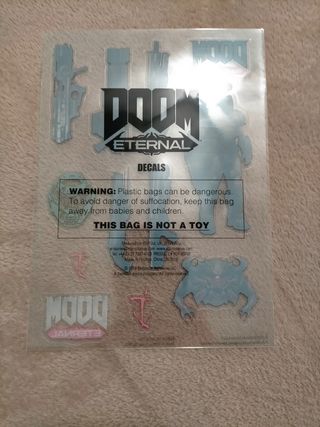 DOOM
DOOM
ETERNAL
DECALS
WARNING: Plastic bags can be dangerous.
To avoid danger of suffocation, keep this bag
away from babies and children.
THIS BAG IS NOT A TOY
DOOM
ETERNAL